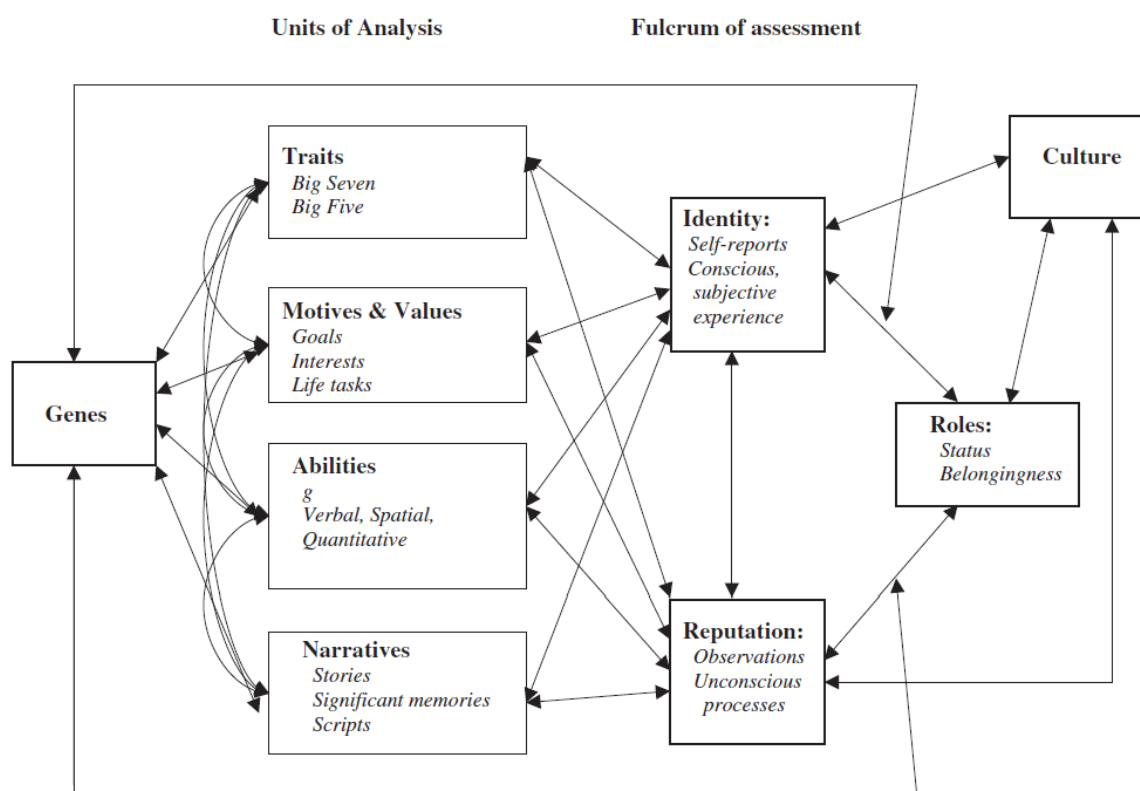 Units of Analysis
Fulcrum of assessment
Traits
Big Seven
Big Five
Motives & Values
Goals
Interests
Life tasks
Genes
Abilities
g
Verbal, Spatial,
Quantitative
Narratives
Stories
Significant memories
Scripts
Identity:
Self-reports
Conscious,
subjective
experience
Reputation:
Observations
Unconscious
processes
Culture
Roles:
Status
Belongingness